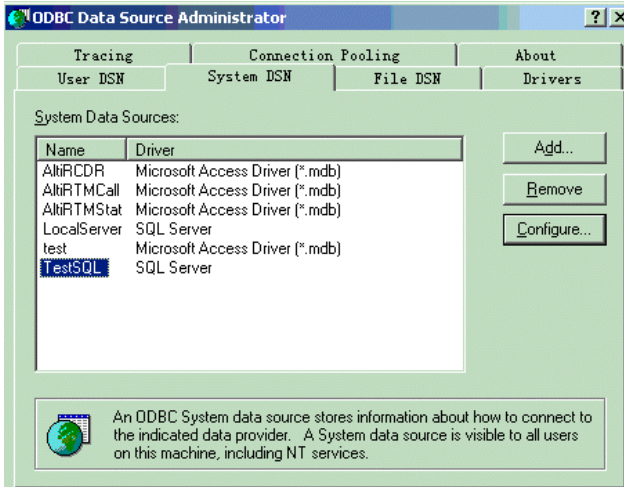 ODBC Data Source Administrator
Tracing Connection Pooling About
User DSN System DSN File DSN Drivers
System Data Sources:
Name Driver
AltiRCDR Microsoft Access Driver (*.mdb)
AltiRTMCall Microsoft Access Driver (*.mdb)
AltiRTMStat Microsoft Access Driver (*.mdb)
LocalServer SQL Server
test Microsoft Access Driver (*.mdb)
TestSQL SQL Server
Add...
Remove
Configure...
An ODBC System data source stores information about how to connect to
the indicated data provider. A System data source is visible to all users
on this machine, including NT services.